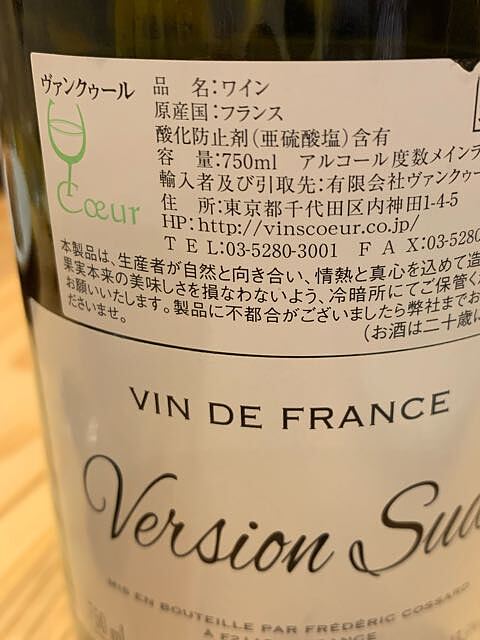 ヴァンクゥール
Cœur
品 名:ワイン
原産国:フランス
酸化防止剤(亜硫酸塩)含有
容 量:750ml アルコール度数メインラ
輸入者及び引取先:有限会社ヴァンクゥー
住 所:東京都千代田区内神田1-4-5
HP:http://vinscoeur.co.jp/
TEL:03-5280-3001 FAX:03-5280
本製品は、生産者が自然と向き合い、情熱と真心を込めて造
果実本来の美味しさを損なわないよう、冷暗所にてご保管く
お願いいたします。製品に不都合がございましたら弊社までお
ださいませ。
(お酒は二十歳に
VIN DE FRANCE
Version Sud
MIS EN BOUTEILLE PAR FRÉDÉRIC COSSARD
750 ml